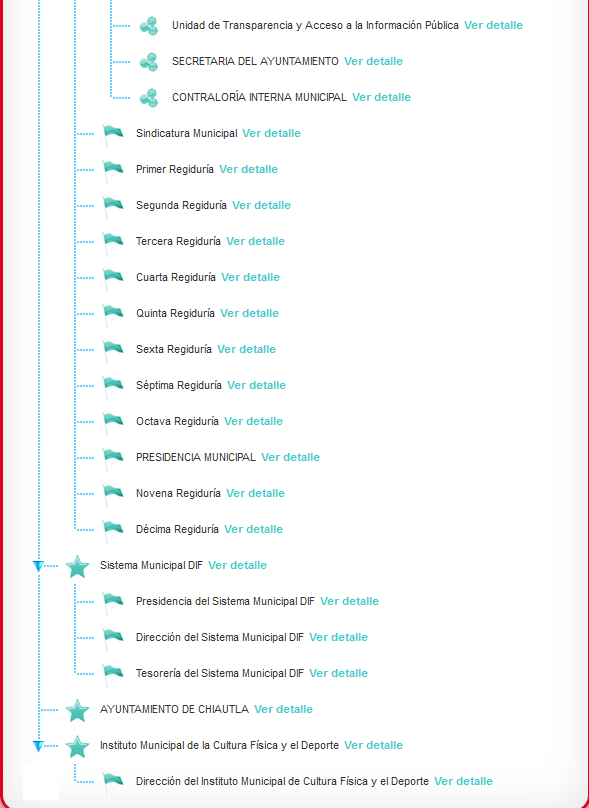 Unidad de Transparencia y Acceso a la Información Pública Ver detalle
SECRETARIA DEL AYUNTAMIENTO Ver detalle
CONTRALORÍA INTERNA MUNICIPAL Ver detalle
Sindicatura Municipal Ver detalle
Primer Regiduría Ver detalle
Segunda Regiduría Ver detalle
Tercera Regiduría Ver detalle
Cuarta Regiduría Ver detalle
Quinta Regiduría Ver detalle
Sexta Regiduría Ver detalle
Séptima Regiduría Ver detalle
Octava Regiduría Ver detalle
PRESIDENCIA MUNICIPAL Ver detalle
Novena Regiduría Ver detalle
Décima Regiduría Ver detalle
Sistema Municipal DIF Ver detalle
Presidencia del Sistema Municipal DIF Ver detalle
Dirección del Sistema Municipal DIF Ver detalle
Tesorería del Sistema Municipal DIF Ver detalle
AYUNTAMIENTO DE CHIAUTLA Ver detalle
Instituto Municipal de la Cultura Física y el Deporte Ver detalle
Dirección del Instituto Municipal de Cultura Física y el Deporte Ver detalle